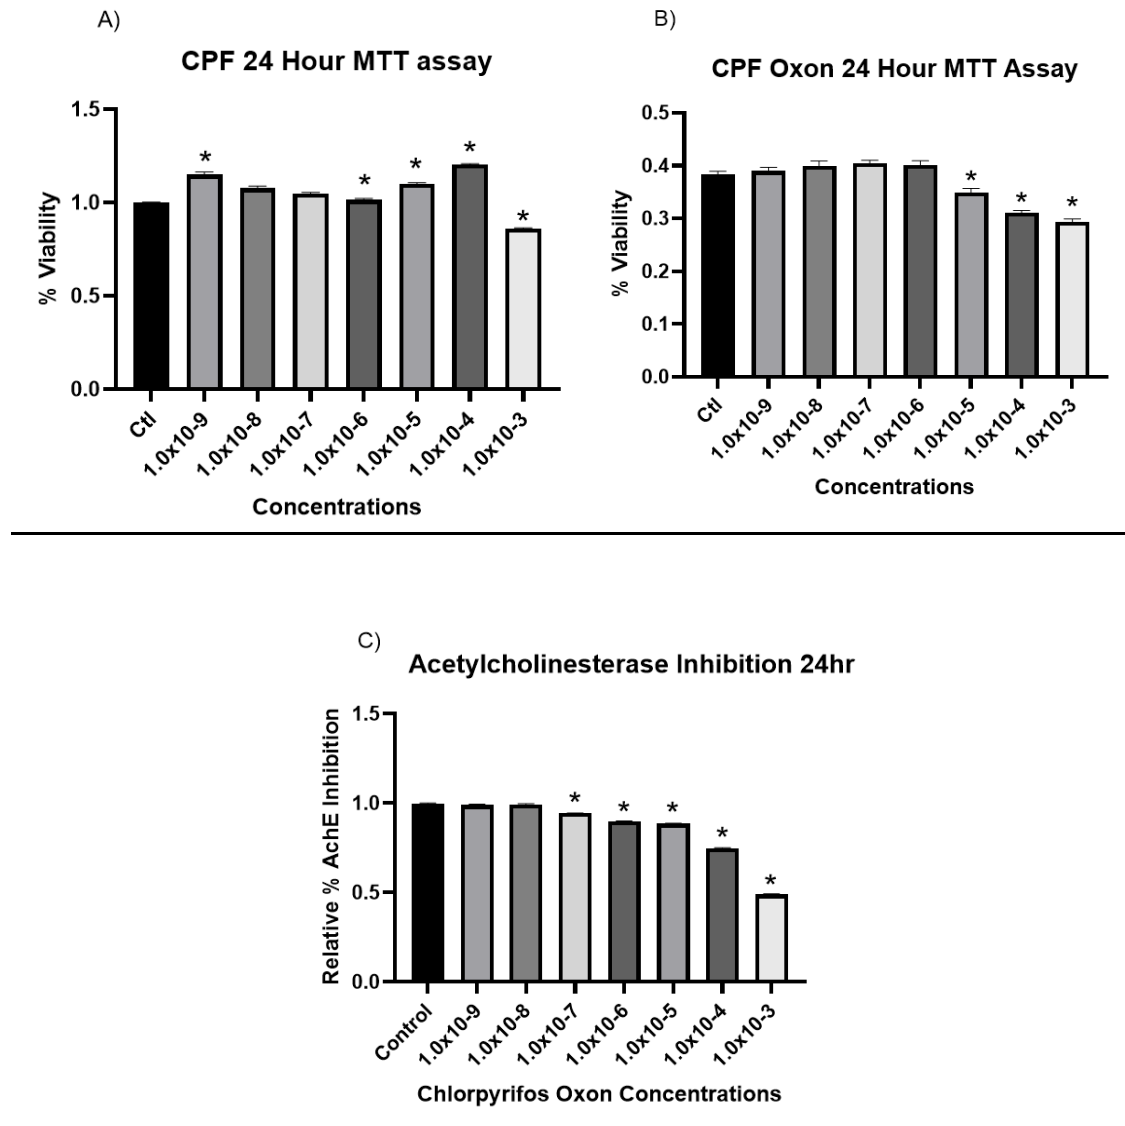 A)
CPF 24 Hour MTT assay
% Viability
1.5
1.0
0.5
0.0
*
*
*
*
*
Ctl
1.0x10-9
1.0x10-8
1.0x10-7
1.0x10-6
1.0x10-5
1.0x10-4
1.0x10-3
Concentrations
B)
CPF Oxon 24 Hour MTT Assay
% Viability
0.5
0.4
0.3
0.2
0.1
0.0
*
*
*
Ctl
1.0x10-9
1.0x10-8
1.0x10-7
1.0x10-6
1.0x10-5
1.0x10-4
1.0x10-3
Concentrations
C)
Acetylcholinesterase Inhibition 24hr
Relative % AchE Inhibition
1.5
1.0
0.5
0.0
*
*
*
*
*
Control
1.0x10-9
1.0x10-8
1.0x10-7
1.0x10-6
1.0x10-5
1.0x10-4
1.0x10-3
Chlorpyrifos Oxon Concentrations